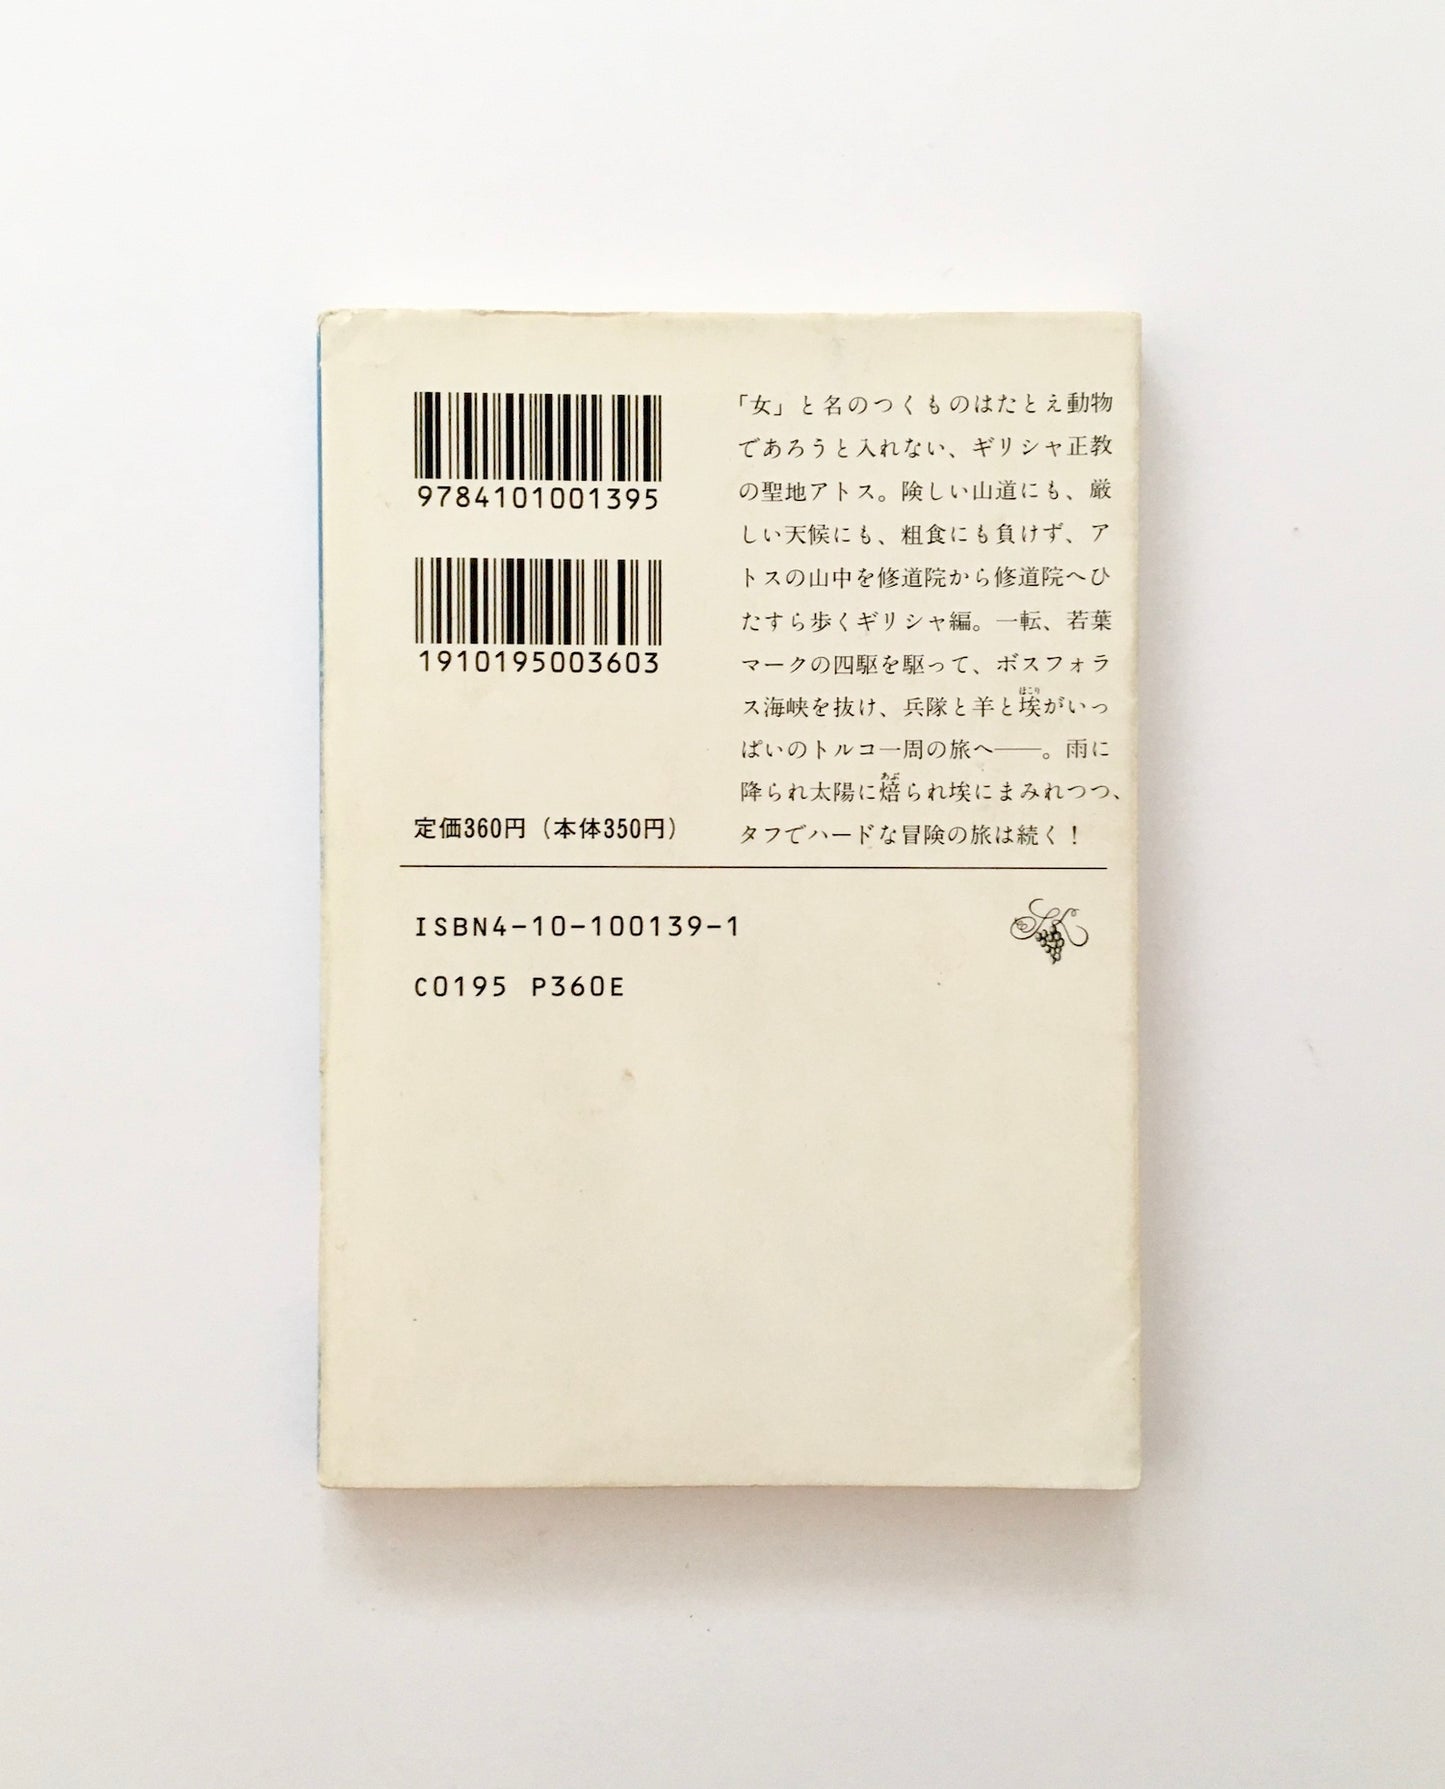 9784101001395
1910195003603
定価360円（本体350円）
「女」と名のつくものはたとえ動物
であろうと入れない、ギリシャ正教
の聖地アトス。険しい山道にも、厳
しい天候にも、粗食にも負けず、ア
トスの山中を修道院から修道院へひ
たすら歩くギリシャ編。一転、若葉
マークの四駆を駆って、ボスフォラ
ス海峡を抜け、兵隊と羊と埃がいっ
ぱいのトルコ一周の旅へ――。雨に
降られ太陽に焙られ埃にまみれつつ、
タフでハードな冒険の旅は続く！
ISBN4-10-100139-1
C0195 P360E